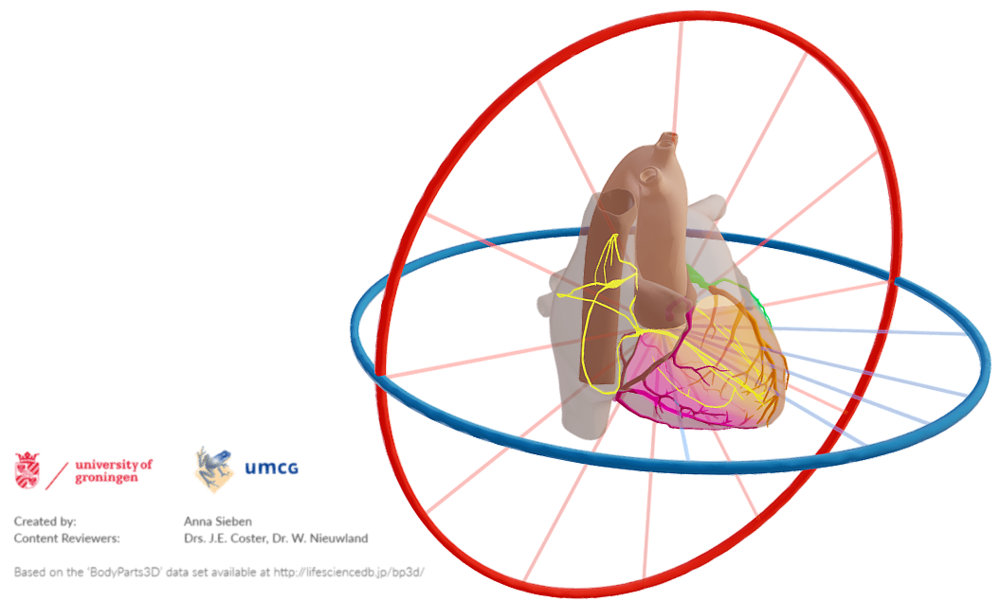 university of
groningen
umcg
Created by: Anna Sieben
Content Reviewers: Drs. J.E. Coster, Dr. W. Nieuwland
Based on the 'BodyParts3D' data set available at http://lifesciencedb.jp/bp3d/